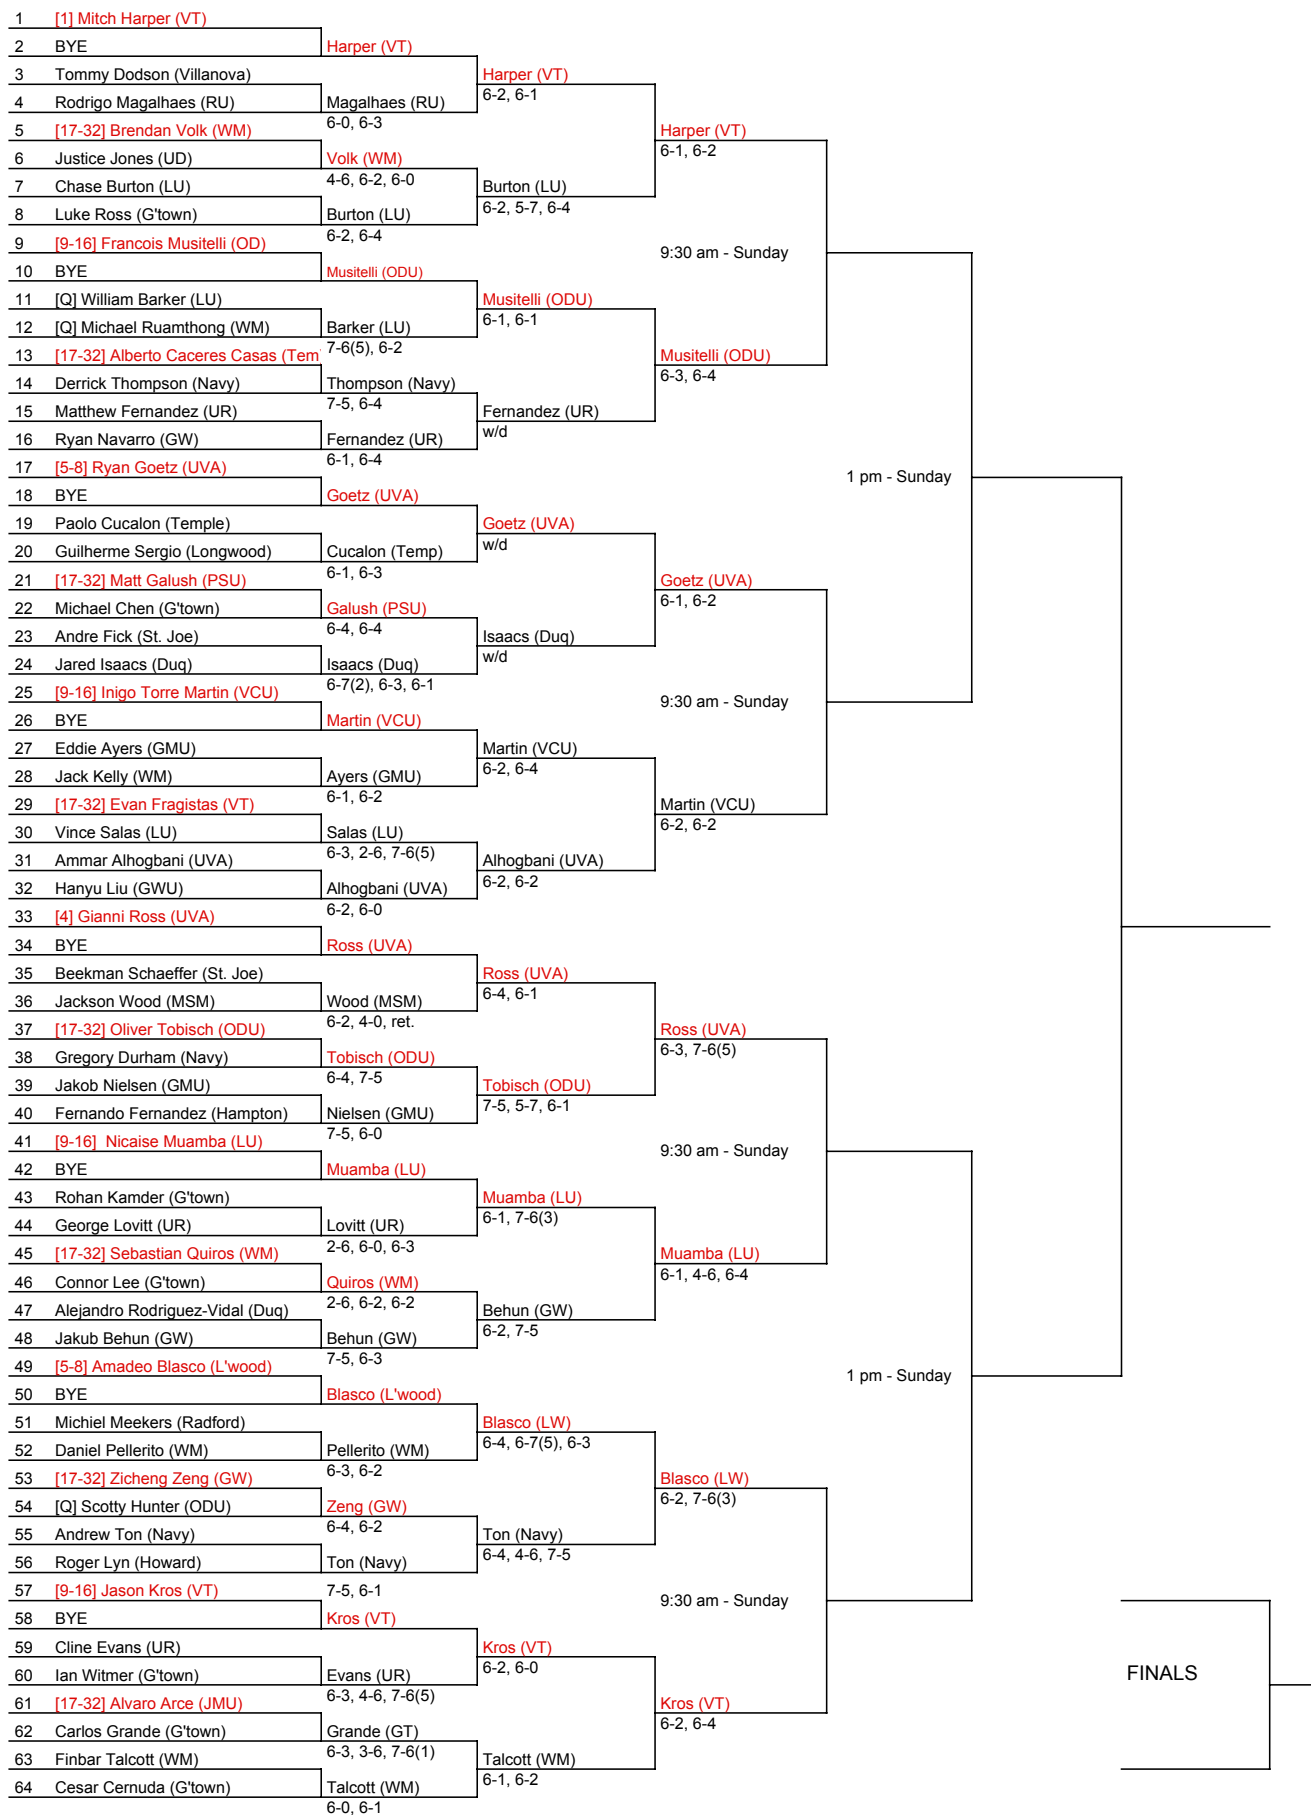 1 [1] Mitch Harper (VT)
2 BYE
Harper (VT)
3 Tommy Dodson (Villanova)
Harper (VT)
4 Rodrigo Magalhaes (RU)
Magalhaes (RU)
6-2, 6-1
5 [17-32] Brendan Volk (WM)
6-0, 6-3
Harper (VT)
6 Justice Jones (UD)
Volk (WM)
6-1, 6-2
7 Chase Burton (LU)
4-6, 6-2, 6-0
Burton (LU)
8 Luke Ross (G'town)
Burton (LU)
6-2, 5-7, 6-4
9 [9-16] Francois Musitelli (OD)
6-2, 6-4
9:30 am - Sunday
10 BYE
Musitelli (ODU)
11 [Q] William Barker (LU)
Musitelli (ODU)
12 [Q] Michael Ruamthong (WM)
Barker (LU)
6-1, 6-1
13 [17-32] Alberto Caceres Casas (Tem
7-6(5), 6-2
Musitelli (ODU)
14 Derrick Thompson (Navy)
Thompson (Navy)
6-3, 6-4
15 Matthew Fernandez (UR)
7-5, 6-4
Fernandez (UR)
16 Ryan Navarro (GW)
Fernandez (UR)
w/d
17 [5-8] Ryan Goetz (UVA)
6-1, 6-4
1 pm - Sunday
18 BYE
Goetz (UVA)
19 Paolo Cucalon (Temple)
Goetz (UVA)
20 Guilherme Sergio (Longwood)
Cucalon (Temp)
w/d
21 [17-32] Matt Galush (PSU)
6-1, 6-3
Goetz (UVA)
22 Michael Chen (G'town)
Galush (PSU)
6-1, 6-2
23 Andre Fick (St. Joe)
6-4, 6-4
Isaacs (Duq)
24 Jared Isaacs (Duq)
Isaacs (Duq)
w/d
25 [9-16] Inigo Torre Martin (VCU)
6-7(2), 6-3, 6-1
9:30 am - Sunday
26 BYE
Martin (VCU)
27 Eddie Ayers (GMU)
Martin (VCU)
28 Jack Kelly (WM)
Ayers (GMU)
6-2, 6-4
29 [17-32] Evan Fragistas (VT)
6-1, 6-2
Martin (VCU)
30 Vince Salas (LU)
Salas (LU)
6-2, 6-2
31 Ammar Alhogbani (UVA)
6-3, 2-6, 7-6(5)
Alhogbani (UVA)
32 Hanyu Liu (GWU)
Alhogbani (UVA)
6-2, 6-2
33 [4] Gianni Ross (UVA)
6-2, 6-0
34 BYE
Ross (UVA)
35 Beekman Schaeffer (St. Joe)
Ross (UVA)
36 Jackson Wood (MSM)
Wood (MSM)
6-4, 6-1
37 [17-32] Oliver Tobisch (ODU)
6-2, 4-0, ret.
Ross (UVA)
38 Gregory Durham (Navy)
Tobisch (ODU)
6-3, 7-6(5)
39 Jakob Nielsen (GMU)
6-4, 7-5
Tobisch (ODU)
40 Fernando Fernandez (Hampton)
Nielsen (GMU)
7-5, 5-7, 6-1
41 [9-16] Nicaise Muamba (LU)
7-5, 6-0
9:30 am - Sunday
42 BYE
Muamba (LU)
43 Rohan Kamder (G'town)
Muamba (LU)
44 George Lovitt (UR)
Lovitt (UR)
6-1, 7-6(3)
45 [17-32] Sebastian Quiros (WM)
2-6, 6-0, 6-3
Muamba (LU)
46 Connor Lee (G'town)
Quiros (WM)
6-1, 4-6, 6-4
47 Alejandro Rodriguez-Vidal (Duq)
2-6, 6-2, 6-2
Behun (GW)
48 Jakub Behun (GW)
Behun (GW)
6-2, 7-5
49 [5-8] Amadeo Blasco (L'wood)
7-5, 6-3
1 pm - Sunday
50 BYE
Blasco (L'wood)
51 Michiel Meekers (Radford)
Blasco (LW)
52 Daniel Pellerito (WM)
Pellerito (WM)
6-4, 6-7(5), 6-3
53 [17-32] Zicheng Zeng (GW)
6-3, 6-2
Blasco (LW)
54 [Q] Scotty Hunter (ODU)
Zeng (GW)
6-2, 7-6(3)
55 Andrew Ton (Navy)
6-4, 6-2
Ton (Navy)
56 Roger Lyn (Howard)
Ton (Navy)
6-4, 4-6, 7-5
57 [9-16] Jason Kros (VT)
7-5, 6-1
9:30 am - Sunday
58 BYE
Kros (VT)
59 Cline Evans (UR)
Kros (VT)
60 Ian Witmer (G'town)
Evans (UR)
6-2, 6-0
FINALS
61 [17-32] Alvaro Arce (JMU)
6-3, 4-6, 7-6(5)
Kros (VT)
62 Carlos Grande (G'town)
Grande (GT)
6-2, 6-4
63 Finbar Talcott (WM)
6-3, 3-6, 7-6(1)
Talcott (WM)
64 Cesar Cernuda (G'town)
Talcott (WM)
6-1, 6-2
6-0, 6-1